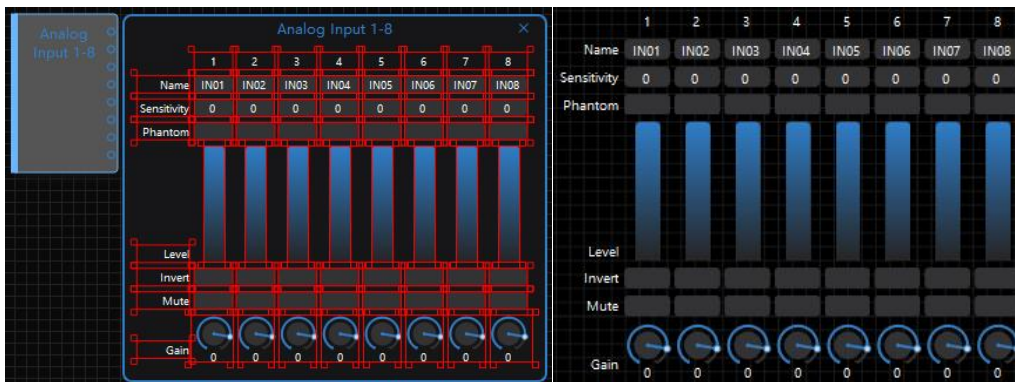 Analog
Input 1-8
Analog Input 1-8 ×
1 2 3 4 5 6 7 8
Name IN01 IN02 IN03 IN04 IN05 IN06 IN07 IN08
Sensitivity 0 0 0 0 0 0 0 0
Phantom
Level
Invert
Mute
Gain 0 0 0 0 0 0 0 0
1 2 3 4 5 6 7 8
Name IN01 IN02 IN03 IN04 IN05 IN06 IN07 IN08
Sensitivity 0 0 0 0 0 0 0 0
Phantom
Level
Invert
Mute
Gain 0 0 0 0 0 0 0 0